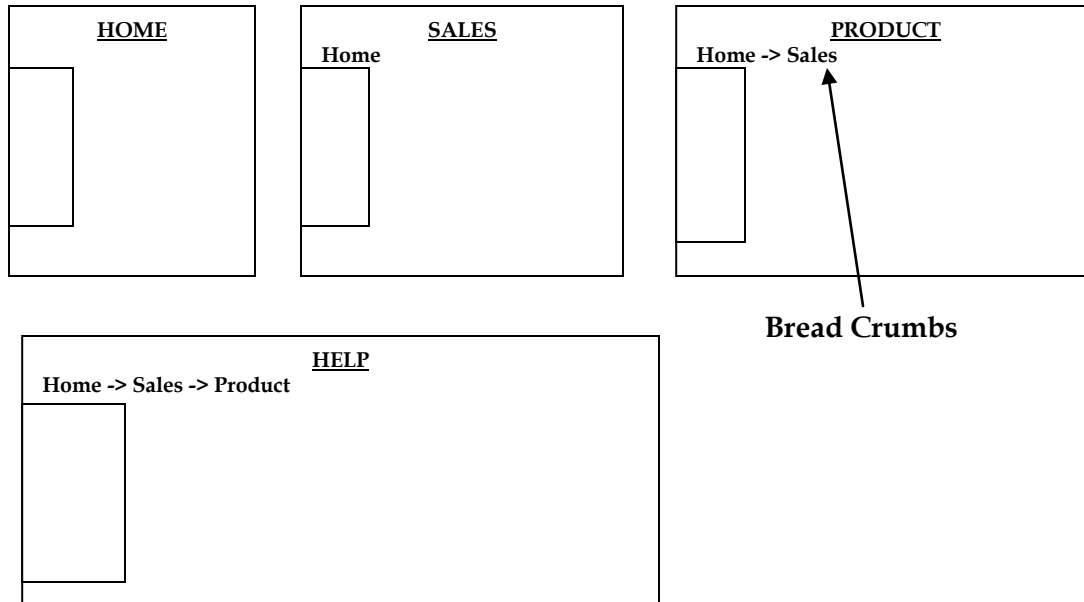 HOME
SALES
Home
PRODUCT
Home -> Sales
Bread Crumbs
HELP
Home -> Sales -> Product